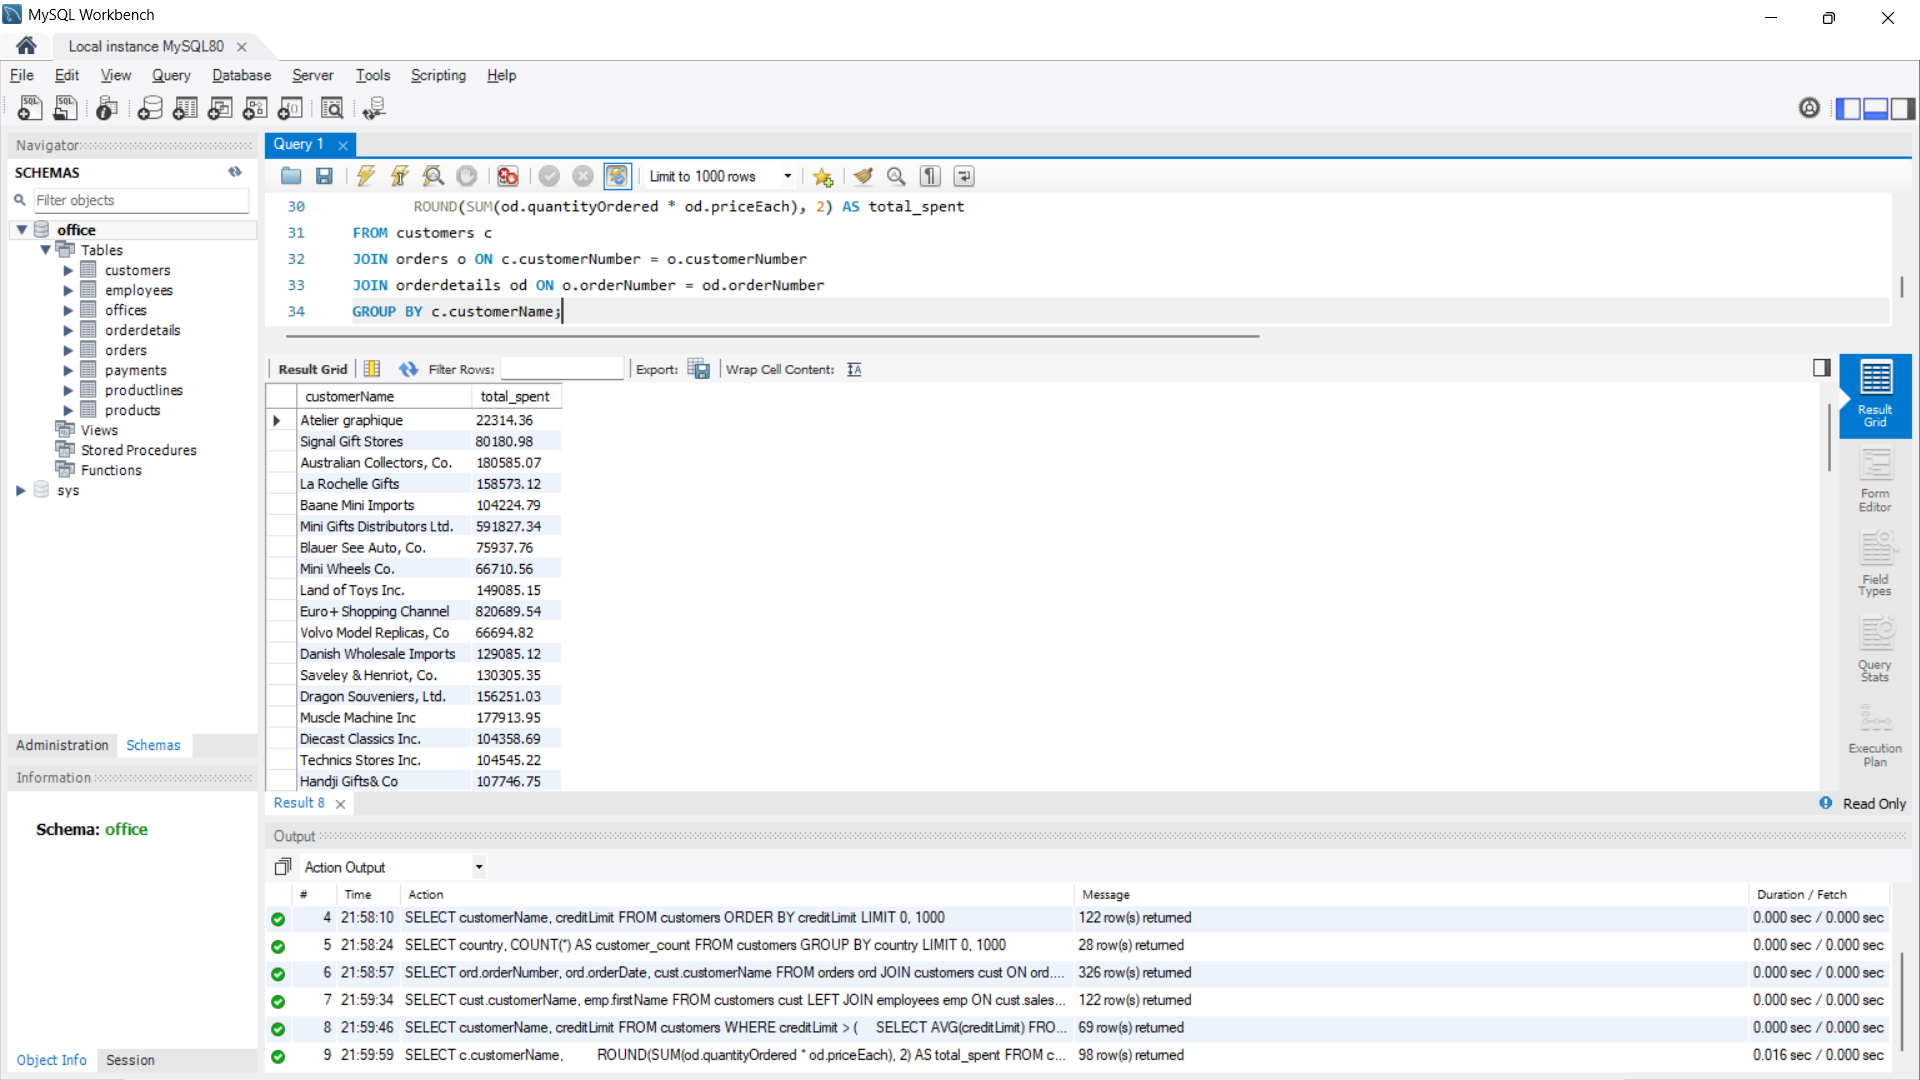 MySQL Workbench
Local instance MySQL80
File Edit View Query Database Server Tools Scripting Help
Navigator
SCHEMAS
Filter objects
office
Tables
customers
employees
offices
orderdetails
orders
payments
productlines
products
Views
Stored Procedures
Functions
sys
Administration Schemas
Information
Schema: office
Object Info Session
Query 1
Limit to 1000 rows
30 ROUND(SUM(od.quantityOrdered * od.priceEach), 2) AS total_spent
31 FROM customers c
32 JOIN orders o ON c.customerNumber = o.customerNumber
33 JOIN orderdetails od ON o.orderNumber = od.orderNumber
34 GROUP BY c.customerName;
Result Grid Filter Rows: Export: Wrap Cell Content:
customerName total_spent
Atelier graphique 22314.36
Signal Gift Stores 80180.98
Australian Collectors, Co. 180585.07
La Rochelle Gifts 158573.12
Baane Mini Imports 104224.79
Mini Gifts Distributors Ltd. 591827.34
Blauer See Auto, Co. 75937.76
Mini Wheels Co. 66710.56
Land of Toys Inc. 149085.15
Euro+ Shopping Channel 820689.54
Volvo Model Replicas, Co 66694.82
Danish Wholesale Imports 129085.12
Saveley & Henriot, Co. 130305.35
Dragon Souveniers, Ltd. 156251.03
Muscle Machine Inc 177913.95
Diecast Classics Inc. 104358.69
Technics Stores Inc. 104545.22
Handji Gifts& Co 107746.75
Result
Grid
Form
Editor
Field
Types
Query
Stats
Execution
Plan
Result 8
Read Only
Output
Action Output
# Time Action Message Duration / Fetch
4 21:58:10 SELECT customerName, creditLimit FROM customers ORDER BY creditLimit LIMIT 0, 1000 122 row(s) returned 0.000 sec / 0.000 sec
5 21:58:24 SELECT country, COUNT(*) AS customer_count FROM customers GROUP BY country LIMIT 0, 1000 28 row(s) returned 0.000 sec / 0.000 sec
6 21:58:57 SELECT ord.orderNumber, ord.orderDate, cust.customerName FROM orders ord JOIN customers cust ON ord.... 326 row(s) returned 0.000 sec / 0.000 sec
7 21:59:34 SELECT cust.customerName, emp.firstName FROM customers cust LEFT JOIN employees emp ON cust.sales... 122 row(s) returned 0.000 sec / 0.000 sec
8 21:59:46 SELECT customerName, creditLimit FROM customers WHERE creditLimit > ( SELECT AVG(creditLimit) FRO... 69 row(s) returned 0.000 sec / 0.000 sec
9 21:59:59 SELECT c.customerName, ROUND(SUM(od.quantityOrdered * od.priceEach), 2) AS total_spent FROM c... 98 row(s) returned 0.016 sec / 0.000 sec